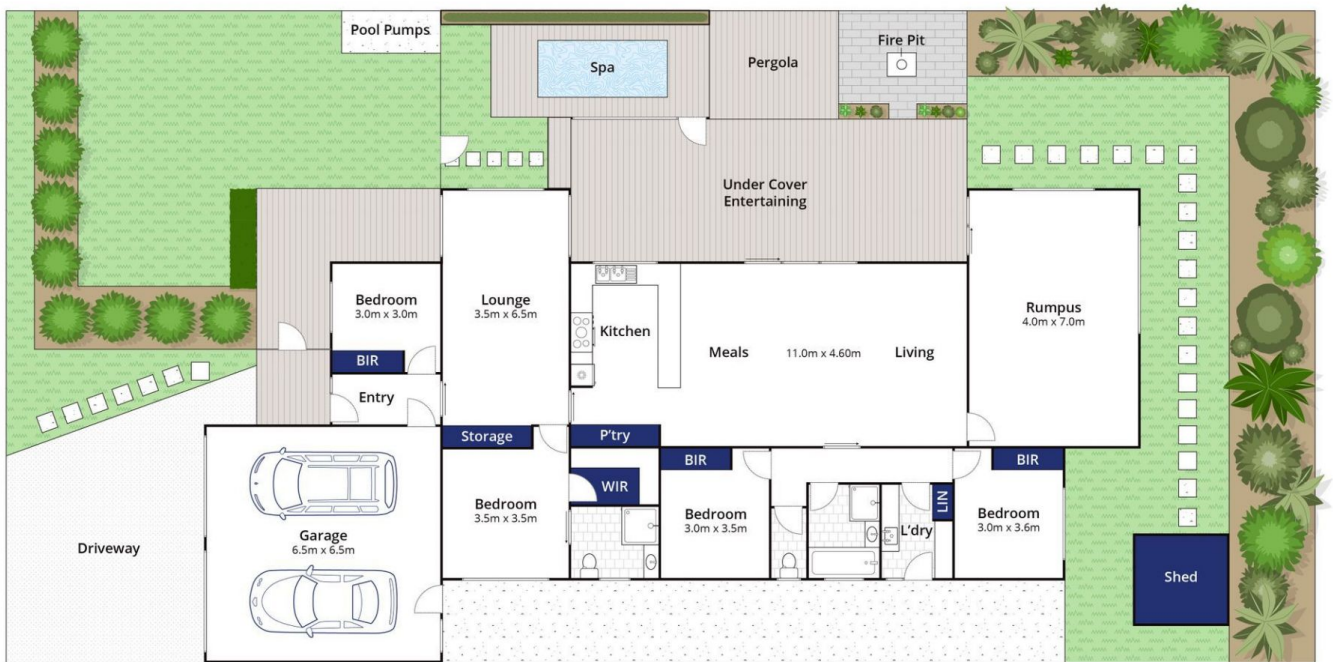 Pool Pumps
Spa
Pergola
Fire Pit
Under Cover
Entertaining
Bedroom
3.0m x 3.0m
BIR
Lounge
3.5m x 6.5m
Kitchen
Meals
11.0m x 4.60m
Living
Rumpus
4.0m x 7.0m
Entry
Storage
P'try
Driveway
Garage
6.5m x 6.5m
Bedroom
3.5m x 3.5m
WIR
BIR
Bedroom
3.0m x 3.5m
L'dry
LIN
BIR
Bedroom
3.0m x 3.6m
Shed